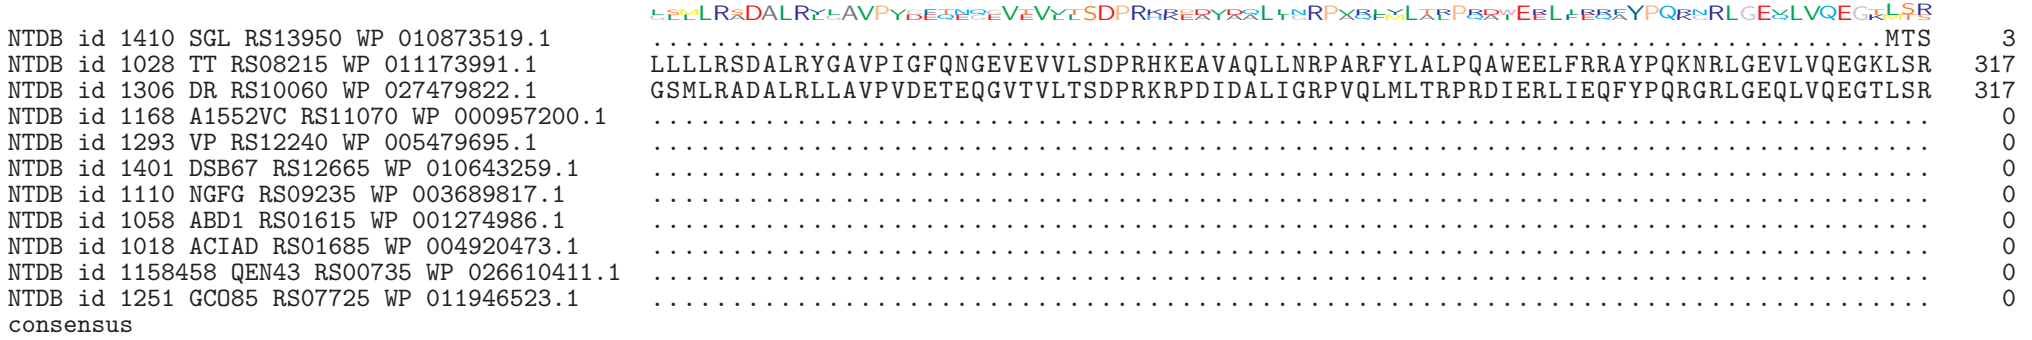 NTDB id 1410 SGL RS13950 WP 010873519.1 .............................................................................MTS 3
NTDB id 1028 TT RS08215 WP 011173991.1 LLLLRSDALRYGAVPIGFQNGEVEVVLSDPRHKEAVAQLLNRPARFYLALPQAWEELFRRAYPQKNRLGEVLVQEGKLSR 317
NTDB id 1306 DR RS10060 WP 027479822.1 GSMLRADALRLLAVPVDETEQGVTVLTSDPRKRPDIDALIGRPVQLMLTRPRDIERLIEQFYPQRGRLGEQLVQEGTLSR 317
NTDB id 1168 A1552VC RS11070 WP 000957200.1 ................................................................................ 0
NTDB id 1293 VP RS12240 WP 005479695.1 ................................................................................ 0
NTDB id 1401 DSB67 RS12665 WP 010643259.1 ................................................................................ 0
NTDB id 1110 NGFG RS09235 WP 003689817.1 ................................................................................ 0
NTDB id 1058 ABD1 RS01615 WP 001274986.1 ................................................................................ 0
NTDB id 1018 ACIAD RS01685 WP 004920473.1 ................................................................................ 0
NTDB id 1158458 QEN43 RS00735 WP 026610411.1 ................................................................................ 0
NTDB id 1251 GCO85 RS07725 WP 011946523.1 ................................................................................ 0
consensus